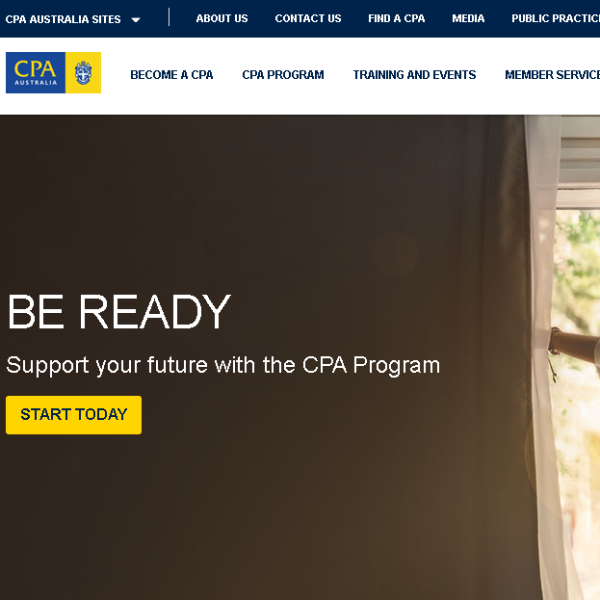 CPA AUSTRALIA SITES
ABOUT US
CONTACT US
FIND A CPA
MEDIA
PUBLIC PRACTIC
CPA
AUSTRALIA
BECOME A CPA
CPA PROGRAM
TRAINING AND EVENTS
MEMBER SERVICE
BE READY
Support your future with the CPA Program
START TODAY